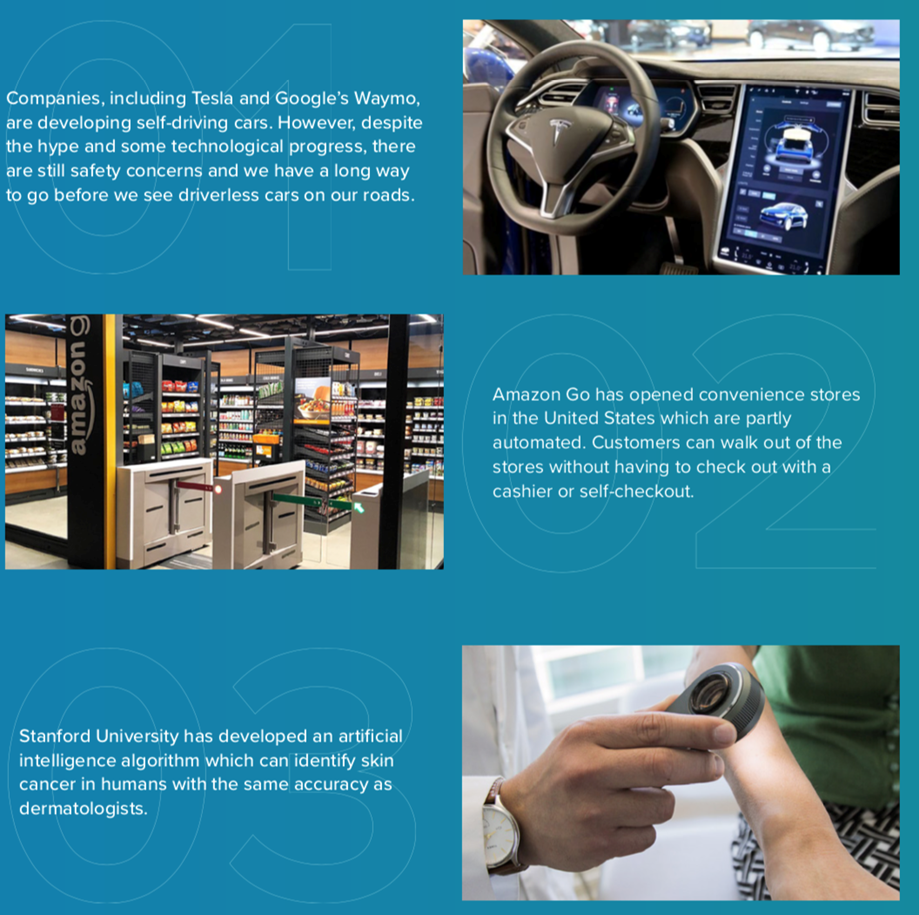 01
Companies, including Tesla and Google's Waymo,
are developing self-driving cars. However, despite
the hype and some technological progress, there
are still safety concerns and we have a long way
to go before we see driverless cars on our roads.
amazon g
02
Amazon Go has opened convenience stores
in the United States which are partly
automated. Customers can walk out of the
stores without having to check out with a
cashier or self-checkout.
03
Stanford University has developed an artificial
intelligence algorithm which can identify skin
cancer in humans with the same accuracy as
dermatologists.